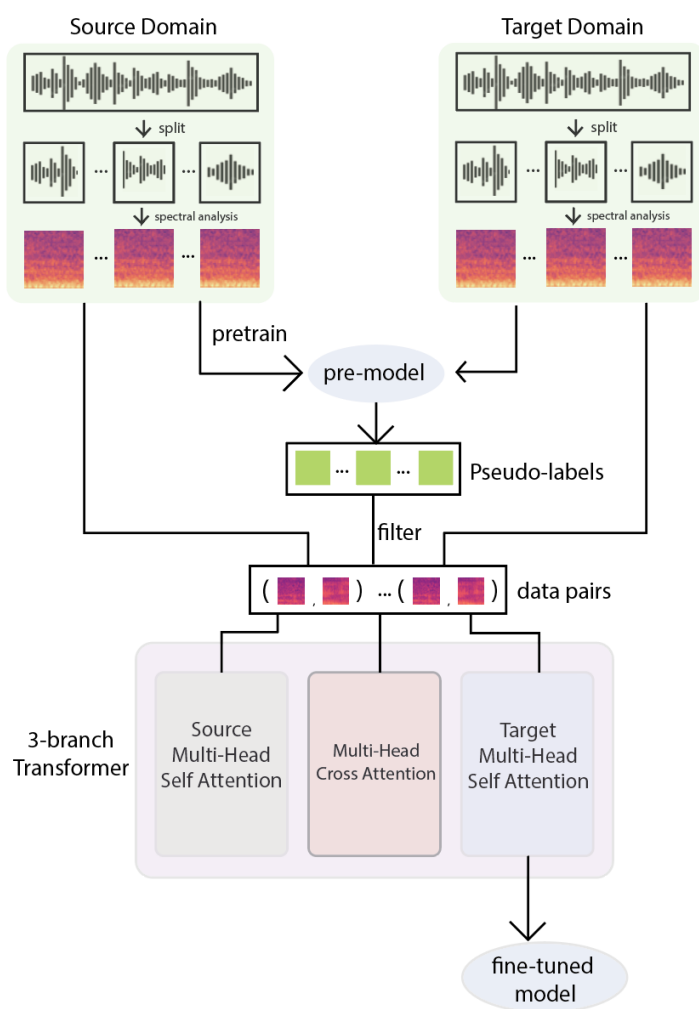 Source Domain
Target Domain
split
split
... ...
... ...
spectral analysis
spectral analysis
... ...
... ...
pretrain
pre-model
... ...
Pseudo-labels
filter
( , ) ... ( , )
data pairs
3-branch
Transformer
Source
Multi-Head
Self Attention
Multi-Head
Cross Attention
Target
Multi-Head
Self Attention
fine-tuned
model